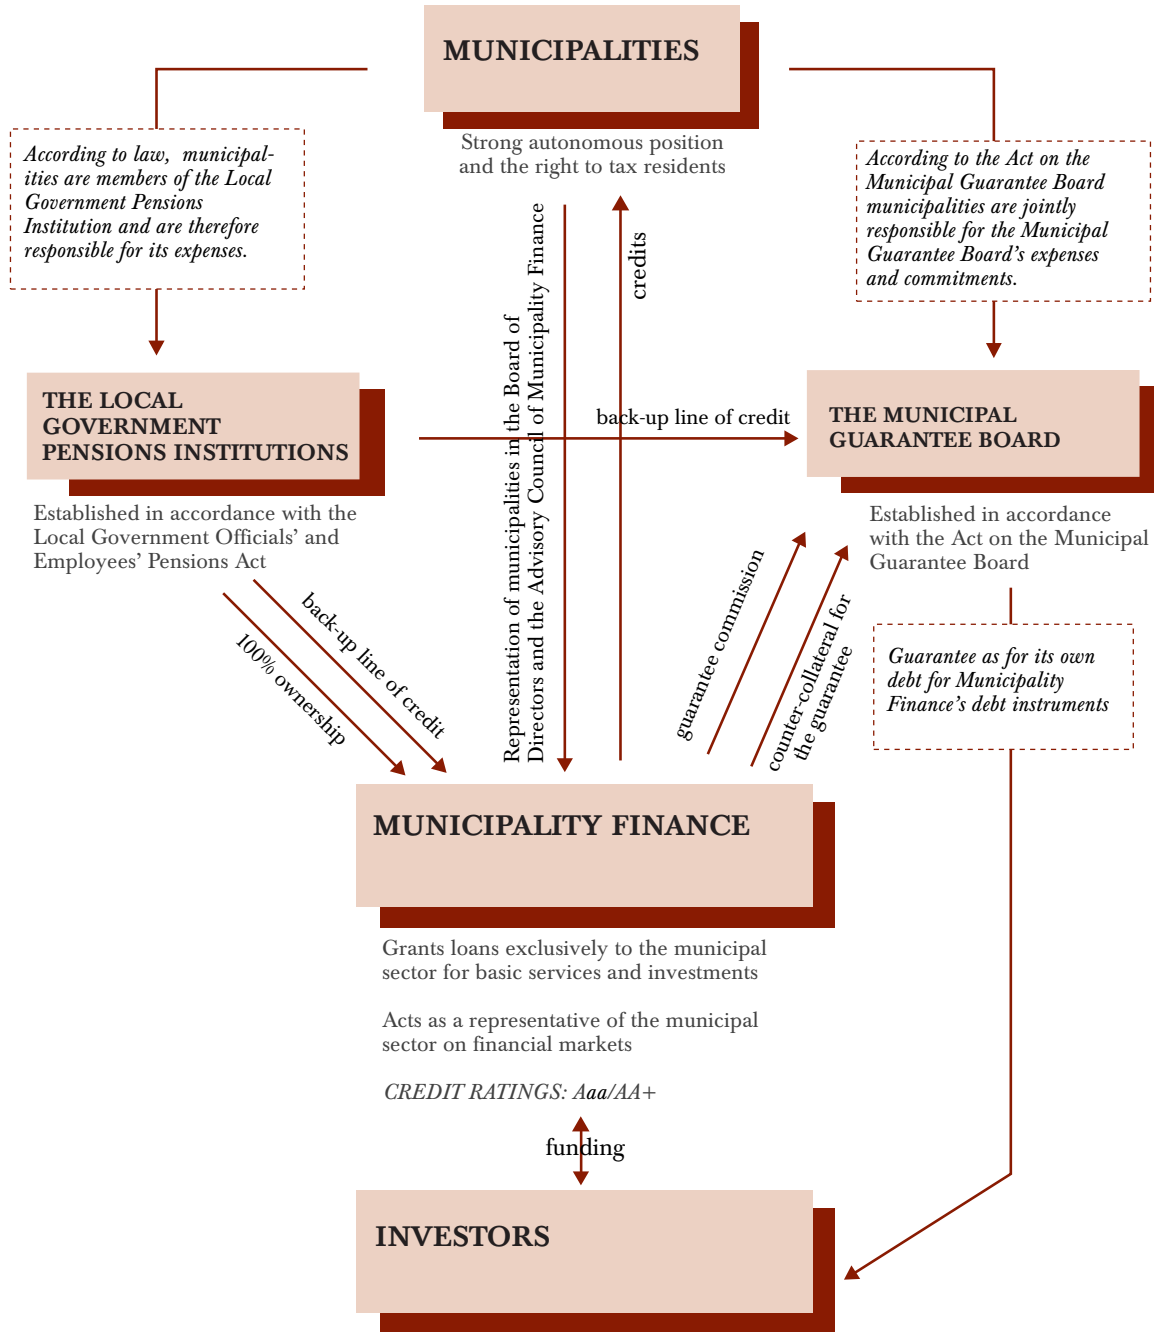 MUNICIPALITIES
Strong autonomous position
and the right to tax residents
According to law,  municipal-
ities are members of the Local
Government Pensions
Institution and are therefore
responsible for its expenses.
According to the Act on the
Municipal Guarantee Board
municipalities are jointly
responsible for the Municipal
Guarantee Board’s expenses
and commitments.
Representation of municipalities in the Board of
Directors and the Advisory Council of Municipality Finance
credits
THE LOCAL
GOVERNMENT
PENSIONS INSTITUTIONS
Established in accordance with the
Local Government Officials’ and
Employees’ Pensions Act
back-up line of credit
THE MUNICIPAL
GUARANTEE BOARD
Established in accordance
with the Act on the Municipal
Guarantee Board
100% ownership
back-up line of credit
guarantee commission
counter-collateral for
the guarantee
Guarantee as for its own
debt for Municipality
Finance’s debt instruments
MUNICIPALITY FINANCE
Grants loans exclusively to the municipal
sector for basic services and investments
Acts as a representative of the municipal
sector on financial markets
CREDIT RATINGS: Aaa/AA+
funding
INVESTORS